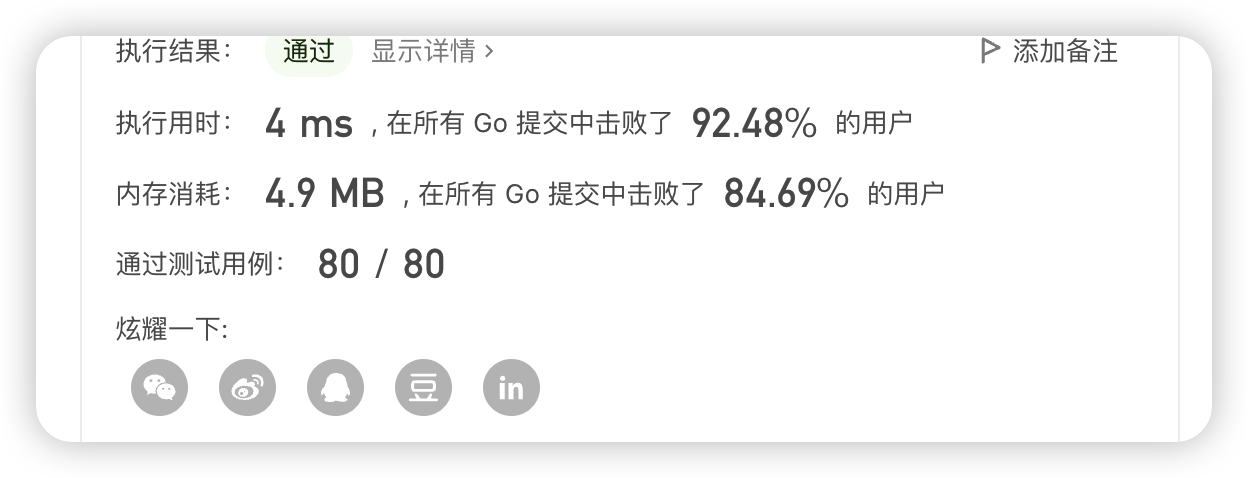 执行结果： 通过 显示详情 › 添加备注
执行用时： 4 ms , 在所有 Go 提交中击败了 92.48% 的用户
内存消耗： 4.9 MB , 在所有 Go 提交中击败了 84.69% 的用户
通过测试用例： 80 / 80
炫耀一下:
豆 in